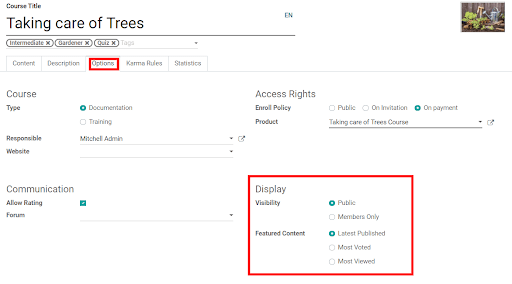 Course Title
Taking care of Trees
EN
Intermediate ✕ Gardener ✕ Quiz ✕ Tags
Content Description Options Karma Rules Statistics
Course
Type Documentation
Training
Responsible Mitchell Admin
Website
Access Rights
Enroll Policy Public On Invitation On payment
Product Taking care of Trees Course
Communication
Allow Rating
Forum
Display
Visibility Public
Members Only
Featured Content Latest Published
Most Voted
Most Viewed